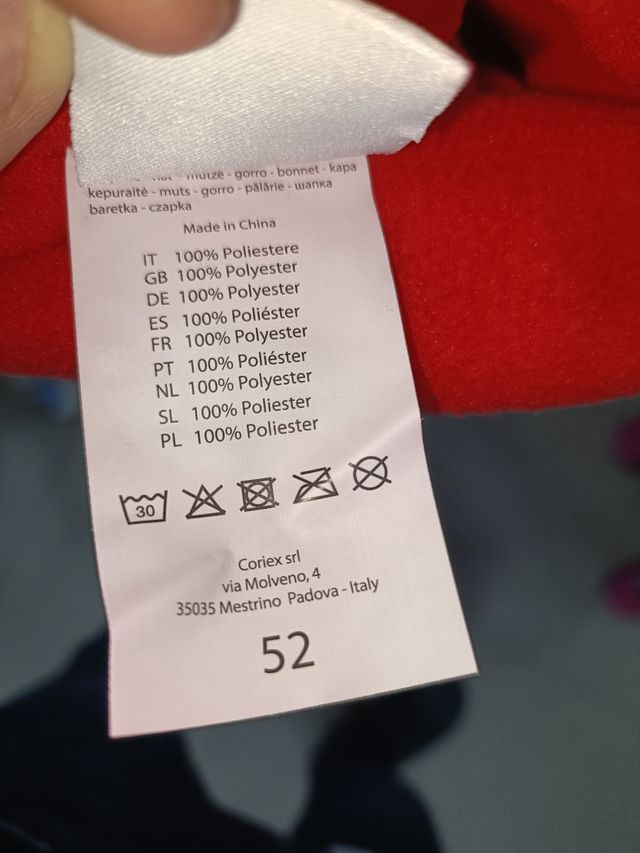 mütze - gorro - bonnet - kapa
kepuraitė - muts - gorro - pălărie - шапка
baretka - czapka
Made in China
IT 100% Poliestere
GB 100% Polyester
DE 100% Polyester
ES 100% Poliéster
FR 100% Polyester
PT 100% Poliéster
NL 100% Polyester
SL 100% Poliester
PL 100% Poliester
30
Coriex srl
via Molveno, 4
35035 Mestrino Padova - Italy
52